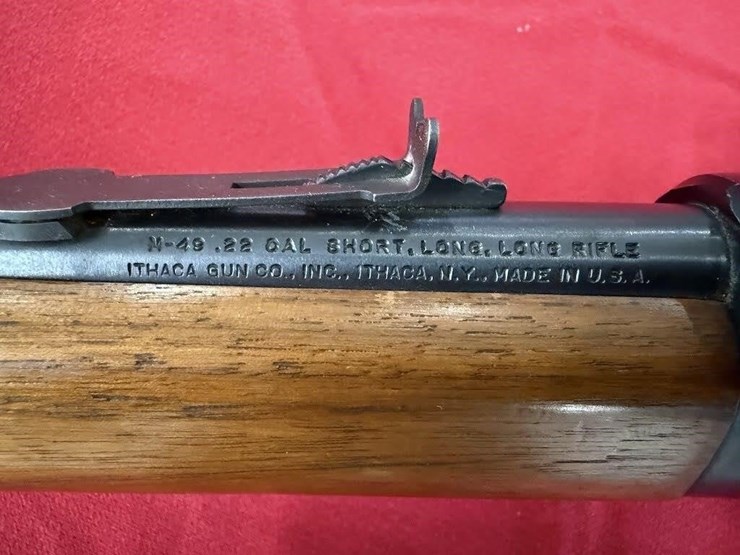 M-49 .22 CAL SHORT, LONG, LONG RIFLE
ITHACA GUN CO., INC., ITHACA, N.Y., MADE IN U.S.A.